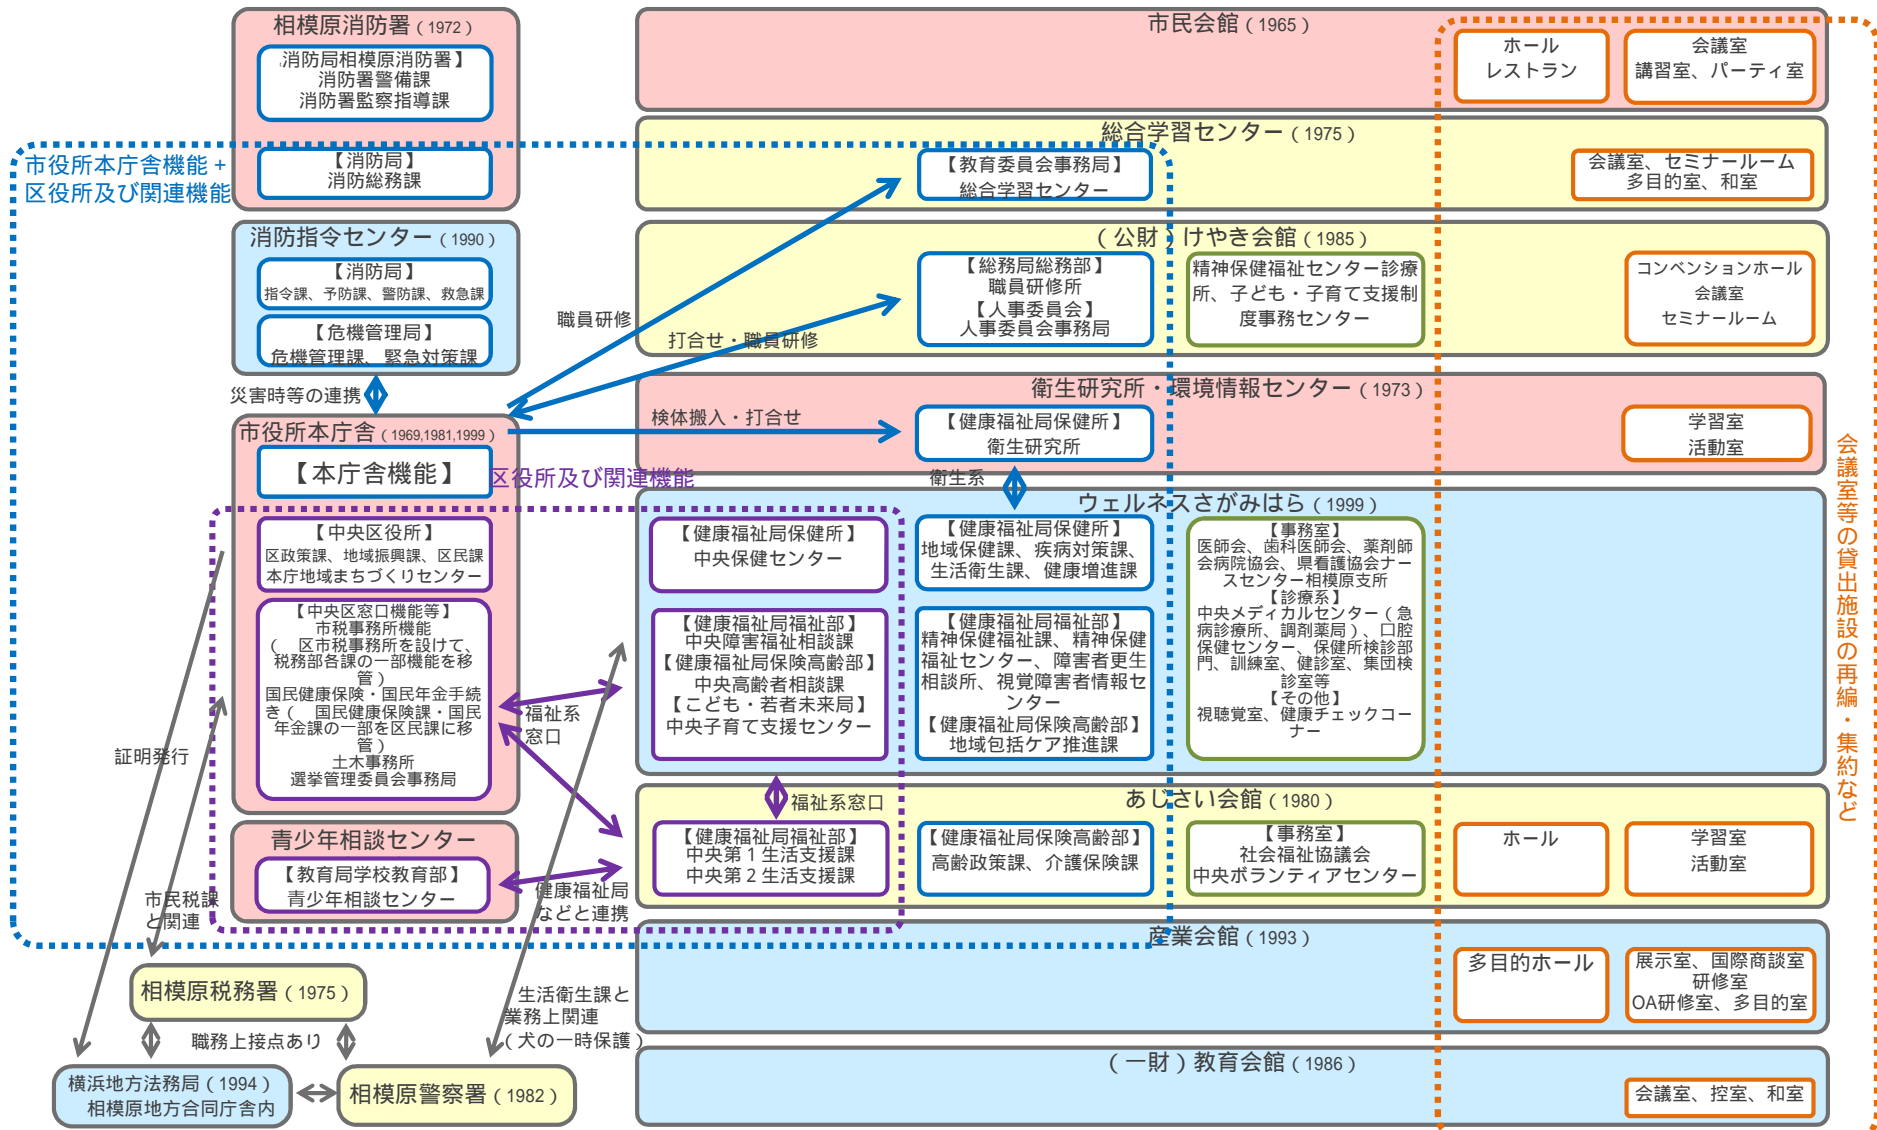 相模原消防署（1972）
消防局相模原消防署】
消防署警備課
消防署監察指導課
【消防局】
消防総務課
市役所本庁舎機能＋
区役所及び関連機能
消防指令センター（1990）
【消防局】
指令課、予防課、警防課、救急課
【危機管理局】
危機管理課、緊急対策課
災害時等の連携
市役所本庁舎（1969,1981,1999）
【本庁舎機能】
区役所及び関連機能
【中央区役所】
区政策課、地域振興課、区民課
本庁地域まちづくりセンター
【中央区窓口機能等】
市税事務所機能
（　区市税事務所を設けて、
税務部各課の一部機能を移
管）
国民健康保険・国民年金手続
き（　国民健康保険課・国民
年金課の一部を区民課に移
管）
土木事務所
選挙管理委員会事務局
青少年相談センター
【教育局学校教育部】
青少年相談センター
証明発行
市民税課
と関連
相模原税務署（1975）
職務上接点あり
横浜地方法務局（1994）
相模原地方合同庁舎内
相模原警察署（1982）
生活衛生課と
業務上関連
（犬の一時保護）
職員研修
打合せ・職員研修
検体搬入・打合せ
衛生系
福祉系
窓口
福祉系窓口
健康福祉局
などと連携
市民会館（1965）
ホール
レストラン
会議室
講習室、パーティ室
総合学習センター（1975）
【教育委員会事務局】
総合学習センター
会議室、セミナールーム
多目的室、和室
（公財）けやき会館（1985）
【総務局総務部】
職員研修所
【人事委員会】
人事委員会事務局
精神保健福祉センター診療
所、子ども・子育て支援制
度事務センター
コンベンションホール
会議室
セミナールーム
衛生研究所・環境情報センター（1973）
【健康福祉局保健所】
衛生研究所
学習室
活動室
ウェルネスさがみはら（1999）
【健康福祉局保健所】
中央保健センター
【健康福祉局福祉部】
中央障害福祉相談課
【健康福祉局保険高齢部】
中央高齢者相談課
【こども・若者未来局】
中央子育て支援センター
【健康福祉局保健所】
地域保健課、疾病対策課、
生活衛生課、健康増進課
【健康福祉局福祉部】
精神保健福祉課、精神保健
福祉センター、障害者更生
相談所、視覚障害者情報セ
ンター
【健康福祉局保険高齢部】
地域包括ケア推進課
【事務室】
医師会、歯科医師会、薬剤師
会病院協会、県看護協会ナー
スセンター相模原支所
【診療系】
中央メディカルセンター（急
病診療所、調剤薬局）、口腔
保健センター、保健所検診部
門、訓練室、健診室、集団検
診室等
【その他】
視聴覚室、健康チェックコー
ナー
あじさい会館（1980）
【健康福祉局福祉部】
中央第１生活支援課
中央第２生活支援課
【健康福祉局保険高齢部】
高齢政策課、介護保険課
【事務室】
社会福祉協議会
中央ボランティアセンター
ホール
学習室
活動室
産業会館（1993）
多目的ホール
展示室、国際商談室
研修室
OA研修室、多目的室
（一財）教育会館（1986）
会議室、控室、和室
会議室等の貸出施設の再編・集約など